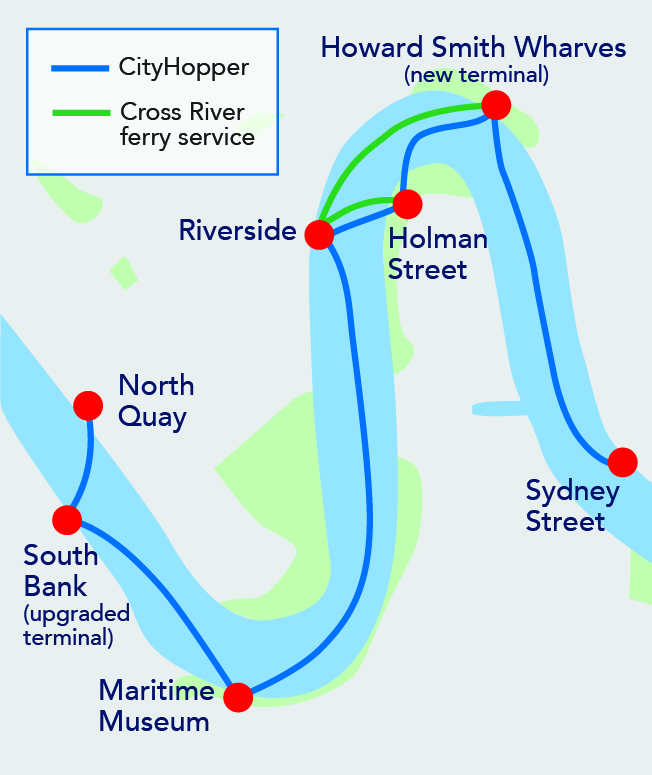 CityHopper
Cross River
ferry service
Howard Smith Wharves
(new terminal)
Riverside
Holman
Street
North
Quay
Sydney
Street
South
Bank
(upgraded
terminal)
Maritime
Museum